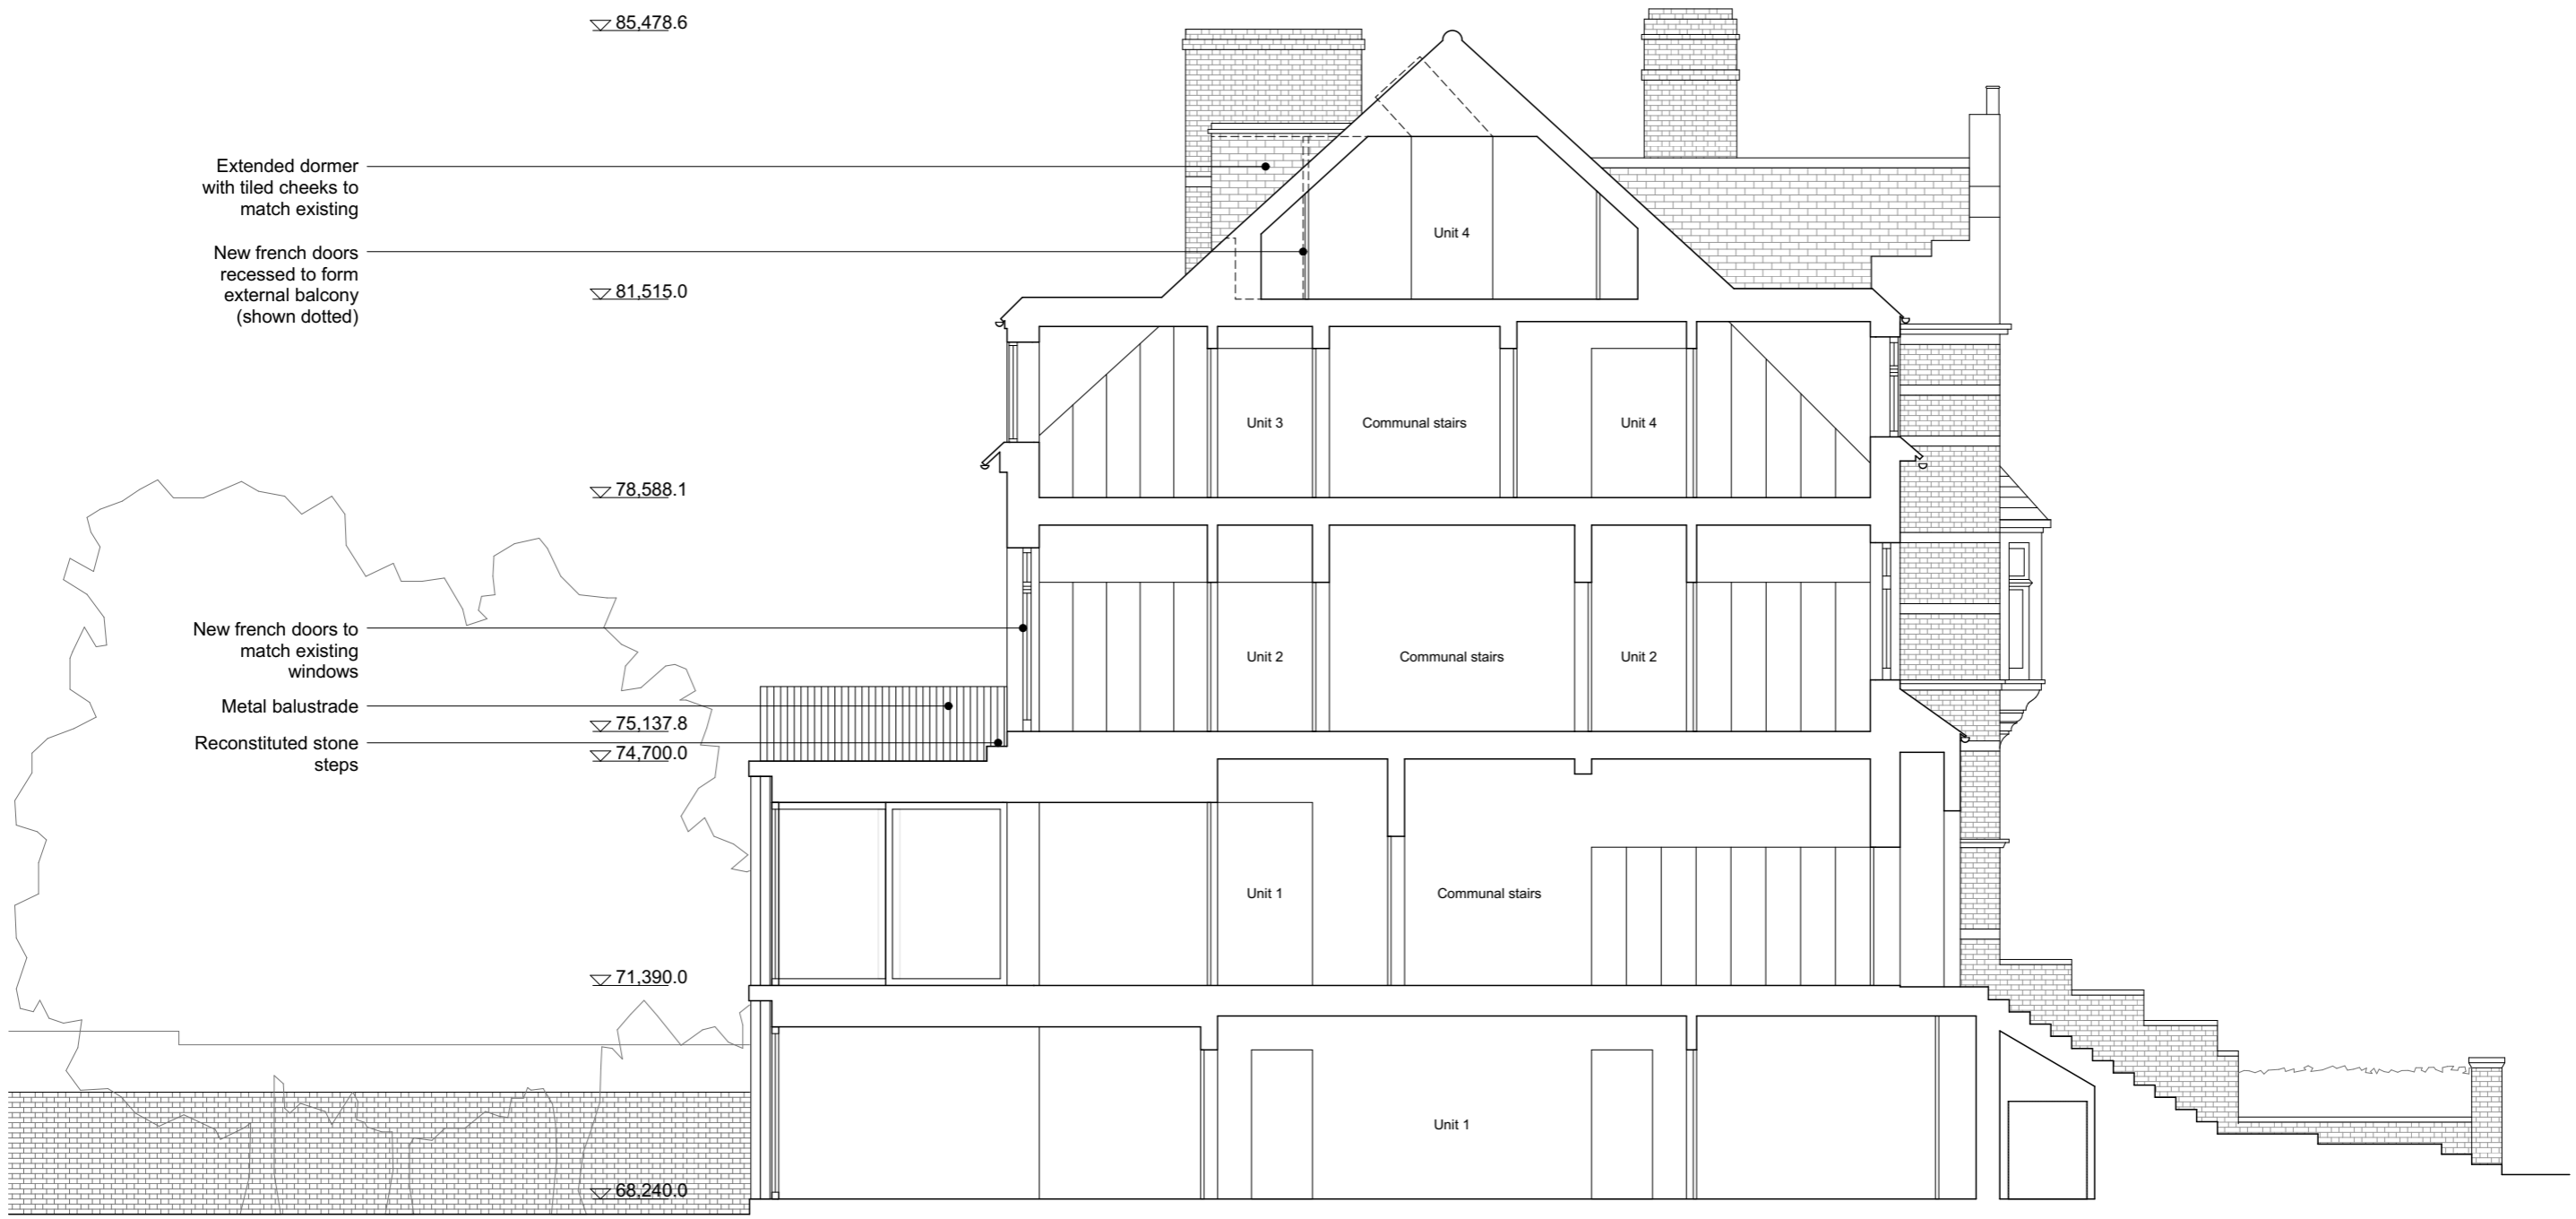 85,478.6
Extended dormer
with tiled cheeks to
match existing
Unit 4
New french doors
recessed to form
external balcony
(shown dotted)
81,515.0
Unit 3
Communal stairs
Unit 4
78,588.1
New french doors to
match existing
windows
Unit 2
Communal stairs
Unit 2
Metal balustrade
75,137.8
Reconstituted stone
steps
74,700.0
Unit 1
Communal stairs
71,390.0
Unit 1
68,240.0